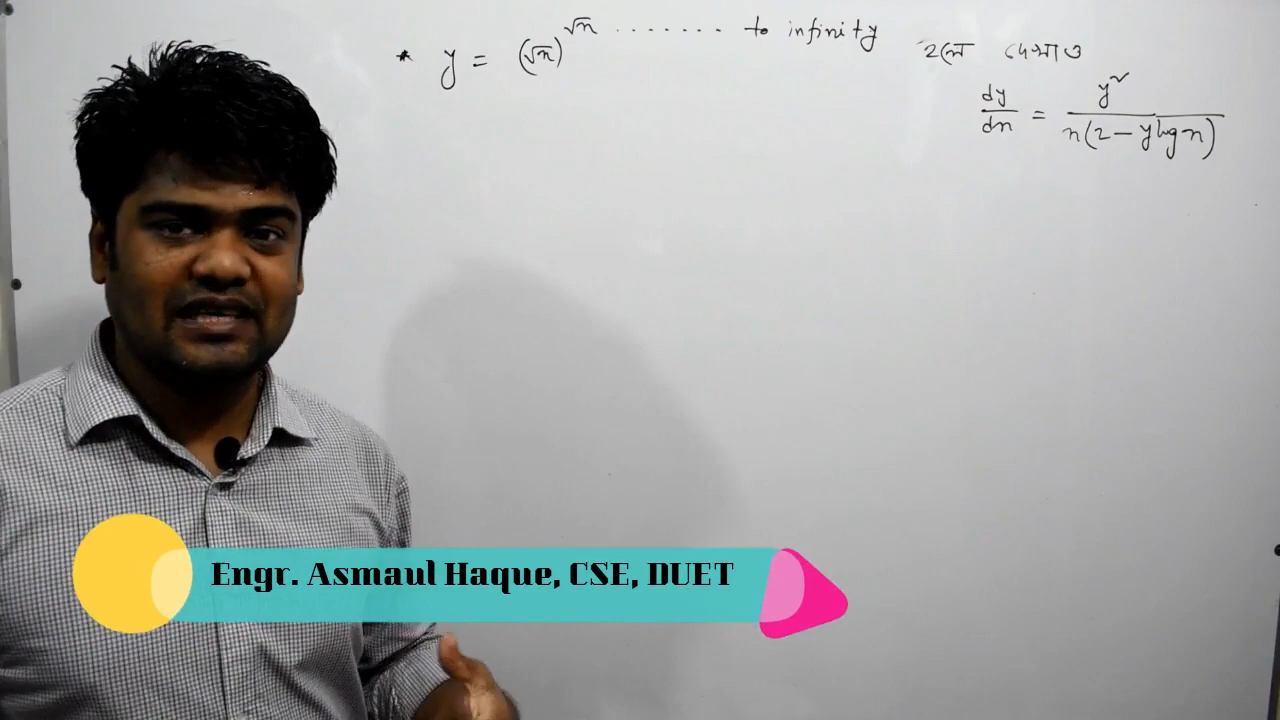 * y = (√x)^√x ........ to infinity হলে দেখাও
dy/dx = y²/x(2 - y log x)
Engr. Asmaul Haque, CSE, DUET